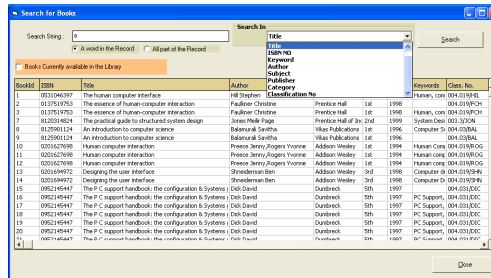 Search for Books
Search In
Search String : a Title Search
A word in the Record All part of the Record
Title
ISBN NO
Keyword
Author
Subject
Publisher
Category
Classification No
Books Currently available in the Library
BookId ISBN Title Author Keywords Class. No.
1 0531046397 The human computer interface Hill Stephen Human, com 004.019/HIL
2 0137519753 The essence of human-computer interaction Faulkner Christine Prentice Hall 1st 1998 004.019/FCH
3 0137519753 The essence of human-computer interaction Faulkner Christine Prentice Hall 1st 1998 004.019/FCH
7 8120314824 The practical guide to structured system design Jones Meilir Page Prentice Hall of Inc 2nd 1999 System Desi 003.3/JON
8 8125901124 An introduction to computer science Balamurali Savitha Vikas Publications 1st 1996 Computer Sc 004.03/BAL
9 8125901124 An introduction to computer science Balamurali Savitha Vikas Publications 1st 1996 004.03/BAL
10 0201627698 Human computer interaction Preece Jenny,Rogers Yvonne Addison Wesley 1st 1994 Human Comp 004.019/ROG
11 0201627698 Human computer interaction Preece Jenny,Rogers Yvonne Addison Wesley 1st 1994 Human Comp 004.019/ROG
12 0201627698 Human computer interaction Preece Jenny,Rogers Yvonne Addison Wesley 1st 1994 Human Comp 004.019/ROG
13 0201694972 Designing the user interface Shneiderman Ben Addison Wesley 3rd 1998 Computer di 004.019/SHN
14 0201694972 Designing the user interface Shneiderman Ben Addison Wesley 3rd 1998 Computer Di 004.019/SHN
15 0952145447 The P C support handbook: the configuration & Systems Dick David Dumbreck 5th 1997 004.031/DIC
16 0952145447 The P C support handbook: the configuration & Systems Dick David Dumbreck 5th 1997 PC Support, 004.031/DIC
17 0952145447 The P C support handbook: the configuration & Systems Dick David Dumbreck 5th 1997 PC Support, 004.031/DIC
18 0952145447 The P C support handbook: the configuration & Systems Dick David Dumbreck 5th 1997 PC Support, 004.031/DIC
19 0952145447 The P C support handbook: the configuration & Systems Dick David Dumbreck 5th 1997 PC Support, 004.031/DIC
20 0952145447 The P C support handbook: the configuration & Systems Dick David Dumbreck 5th 1997 PC Support, 004.031/DIC
Close